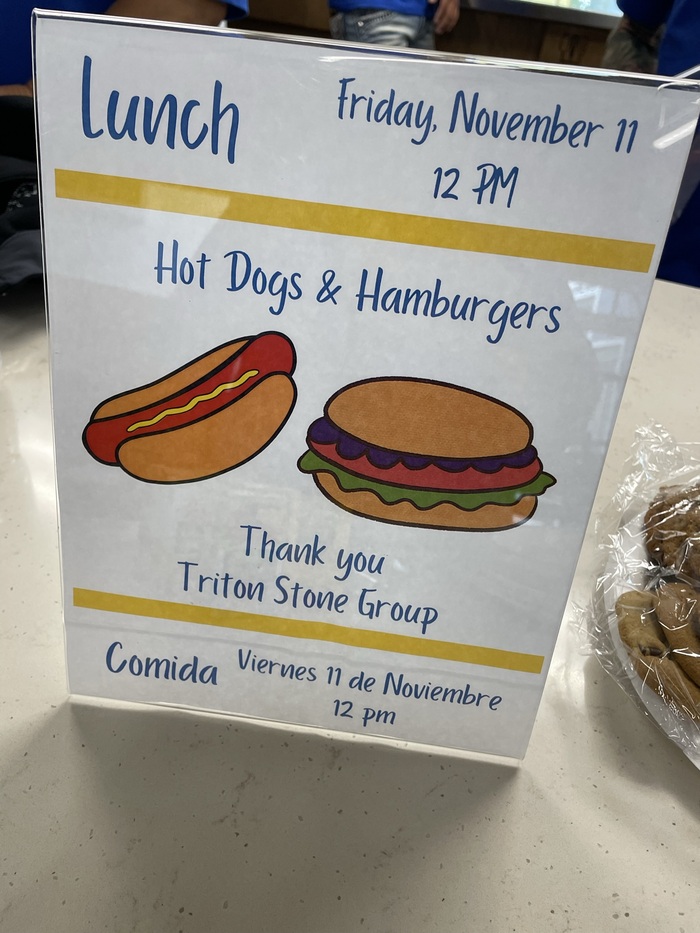 Lunch
Friday, November 11
12 PM
Hot Dogs & Hamburgers
Thank you
Triton Stone Group
Comida
Viernes 11 de Noviembre
12 pm